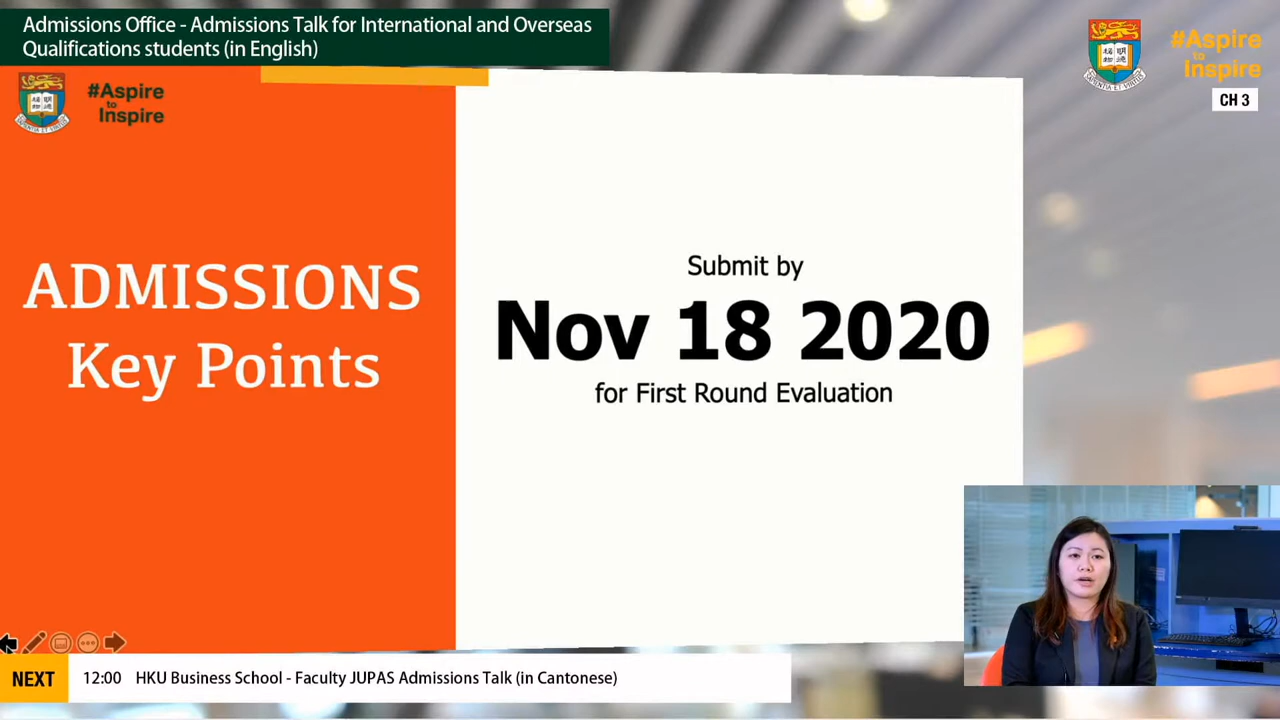 Admissions Office - Admissions Talk for International and Overseas
Qualifications students (in English)
#Aspire
to
Inspire
#Aspire
to
Inspire
CH 3
ADMISSIONS
Key Points
Submit by
Nov 18 2020
for First Round Evaluation
NEXT
12:00 HKU Business School - Faculty JUPAS Admissions Talk (in Cantonese)